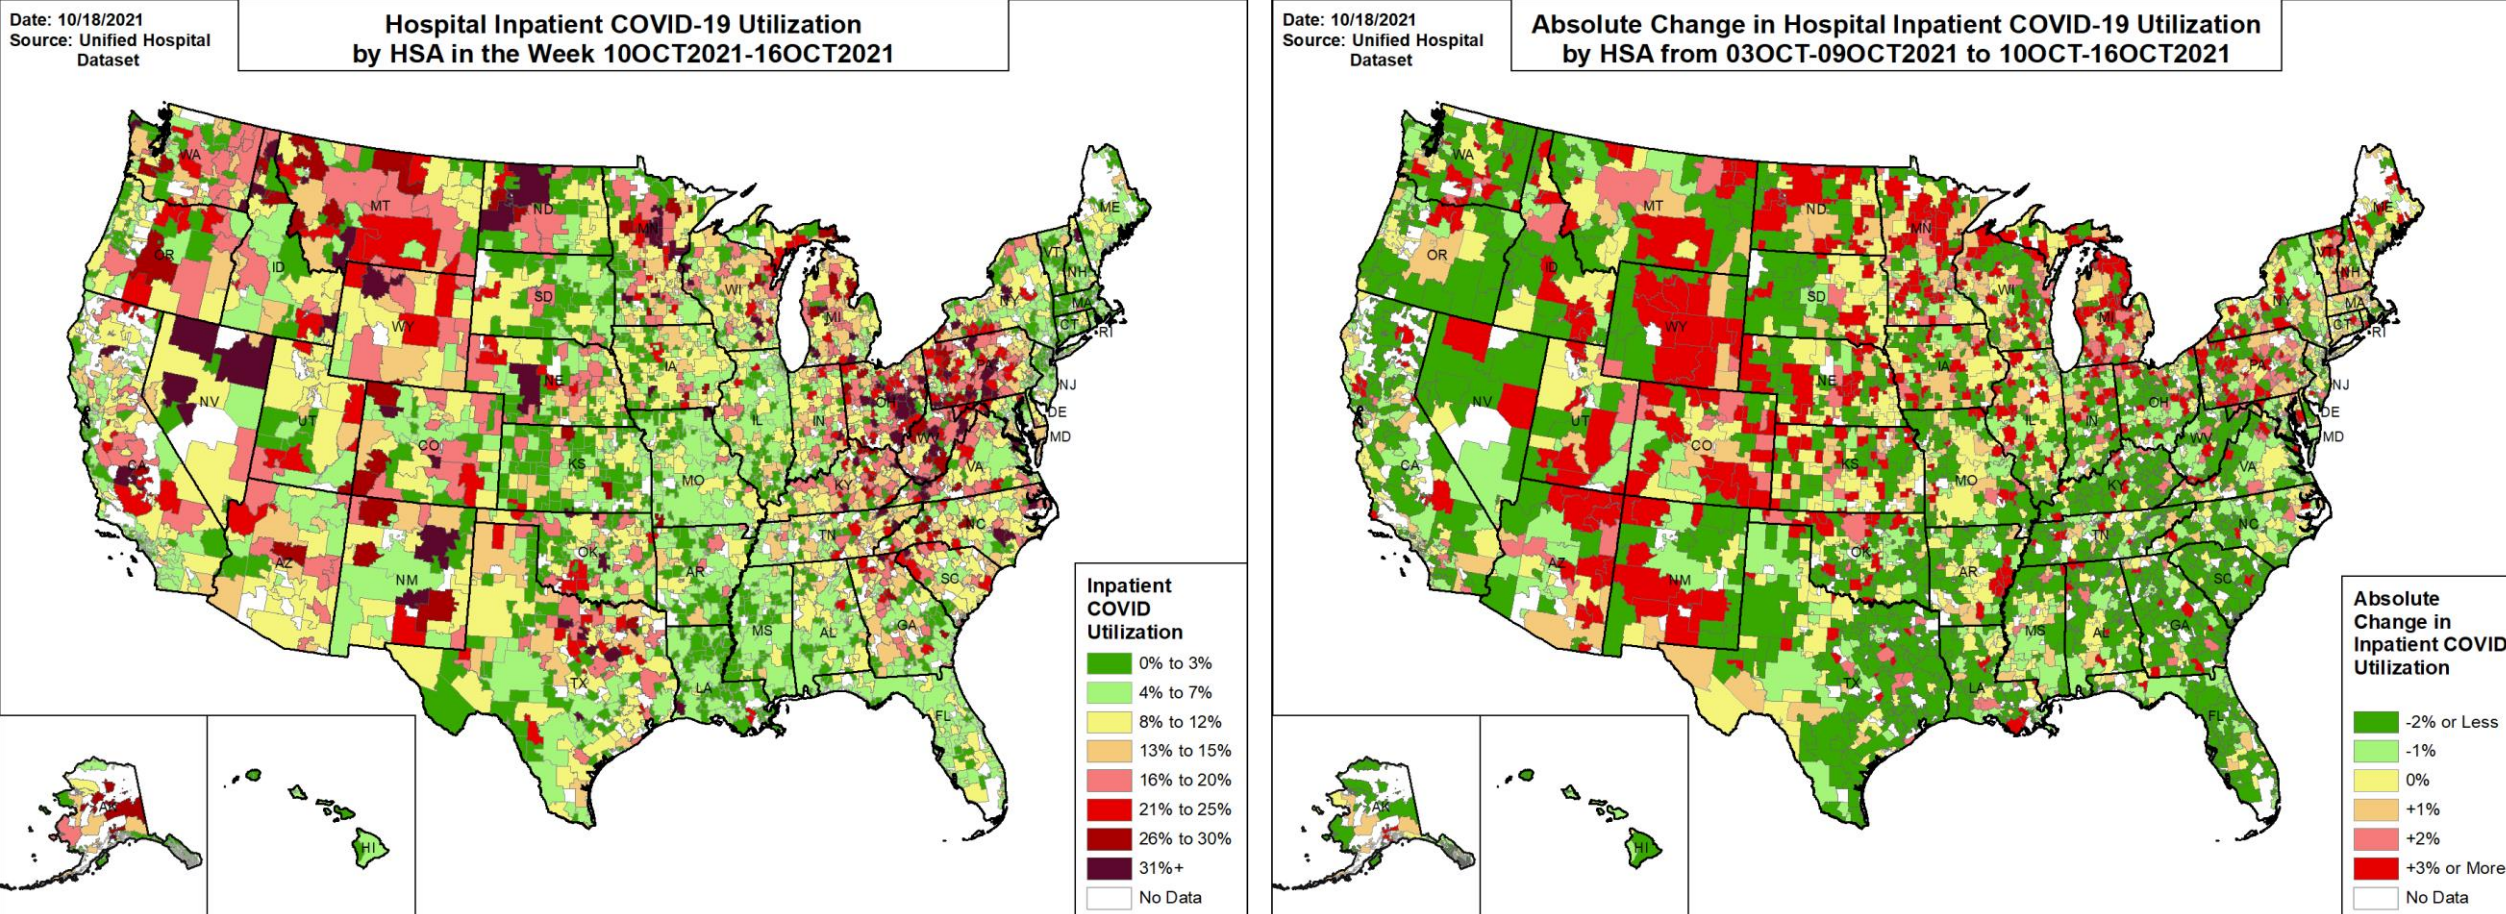 Date: 10/18/2021
Source: Unified Hospital
Dataset
Hospital Inpatient COVID-19 Utilization
by HSA in the Week 10OCT2021-16OCT2021
WA
MT
ND
MN
ME
OR
ID
SD
WI
MI
NY
VT
NH
MA
CT
RI
WY
NE
IA
PA
NJ
NV
UT
CO
IL
IN
OH
DE
MD
CA
KS
MO
WV
VA
KY
AZ
NM
OK
AR
TN
NC
SC
TX
LA
MS
AL
GA
FL
AK
HI
Inpatient
COVID
Utilization
0% to 3%
4% to 7%
8% to 12%
13% to 15%
16% to 20%
21% to 25%
26% to 30%
31%+
No Data
Date: 10/18/2021
Source: Unified Hospital
Dataset
Absolute Change in Hospital Inpatient COVID-19 Utilization
by HSA from 03OCT-09OCT2021 to 10OCT-16OCT2021
WA
MT
ND
MN
ME
OR
ID
SD
WI
MI
NY
VT
NH
MA
CT
RI
WY
NE
IA
PA
NJ
NV
UT
CO
IL
IN
OH
DE
MD
CA
KS
MO
WV
VA
KY
AZ
NM
OK
AR
TN
NC
SC
TX
LA
MS
AL
GA
FL
AK
HI
Absolute
Change in
Inpatient COVID
Utilization
-2% or Less
-1%
0%
+1%
+2%
+3% or More
No Data